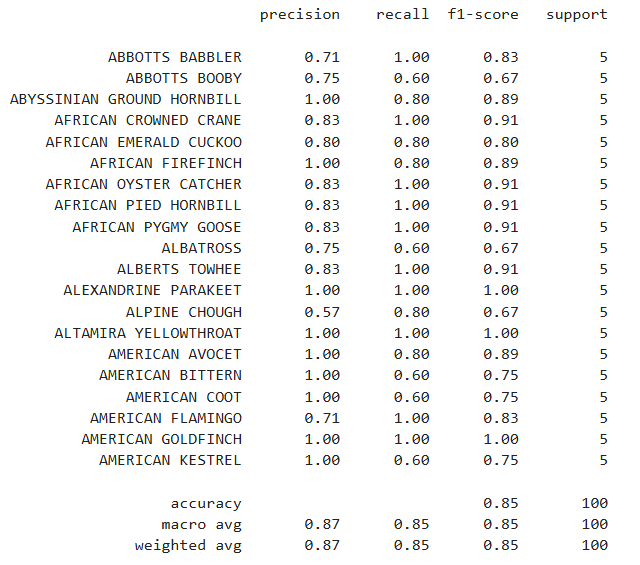 precision recall f1-score support
ABBOTTS BABBLER 0.71 1.00 0.83 5
ABBOTTS BOOBY 0.75 0.60 0.67 5
ABYSSINIAN GROUND HORNBILL 1.00 0.80 0.89 5
AFRICAN CROWNED CRANE 0.83 1.00 0.91 5
AFRICAN EMERALD CUCKOO 0.80 0.80 0.80 5
AFRICAN FIREFINCH 1.00 0.80 0.89 5
AFRICAN OYSTER CATCHER 0.83 1.00 0.91 5
AFRICAN PIED HORNBILL 0.83 1.00 0.91 5
AFRICAN PYGMY GOOSE 0.83 1.00 0.91 5
ALBATROSS 0.75 0.60 0.67 5
ALBERTS TOWHEE 0.83 1.00 0.91 5
ALEXANDRINE PARAKEET 1.00 1.00 1.00 5
ALPINE CHOUGH 0.57 0.80 0.67 5
ALTAMIRA YELLOWTHROAT 1.00 1.00 1.00 5
AMERICAN AVOCET 1.00 0.80 0.89 5
AMERICAN BITTERN 1.00 0.60 0.75 5
AMERICAN COOT 1.00 0.60 0.75 5
AMERICAN FLAMINGO 0.71 1.00 0.83 5
AMERICAN GOLDFINCH 1.00 1.00 1.00 5
AMERICAN KESTREL 1.00 0.60 0.75 5
accuracy 0.85 100
macro avg 0.87 0.85 0.85 100
weighted avg 0.87 0.85 0.85 100